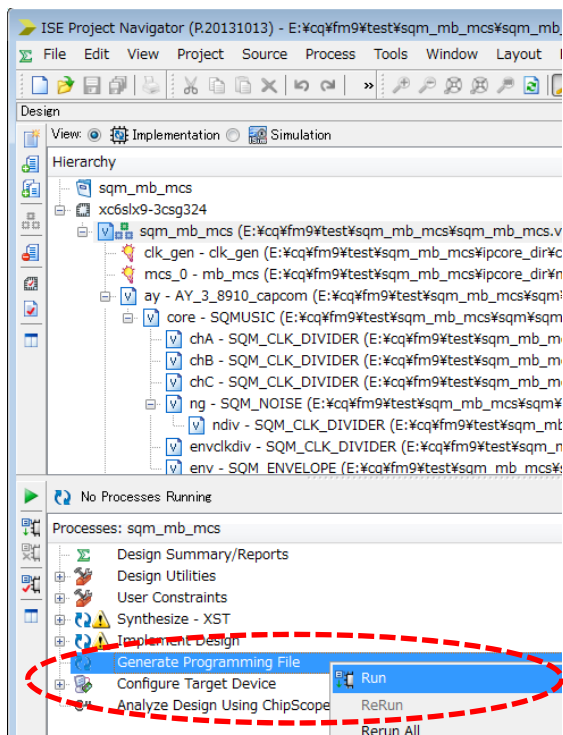 ISE Project Navigator (P.20131013) - E:¥cq¥fm9¥test¥sqm_mb_mcs¥sqm_mb_
File Edit View Project Source Process Tools Window Layout
Design
View: Implementation Simulation
Hierarchy
sqm_mb_mcs
xc6slx9-3csg324
sqm_mb_mcs (E:¥cq¥fm9¥test¥sqm_mb_mcs¥sqm_mb_mcs.v
clk_gen - clk_gen (E:¥cq¥fm9¥test¥sqm_mb_mcs¥ipcore_dir¥c
mcs_0 - mb_mcs (E:¥cq¥fm9¥test¥sqm_mb_mcs¥ipcore_dir¥m
ay - AY_3_8910_capcom (E:¥cq¥fm9¥test¥sqm_mb_mcs¥sqm¥
core - SQMUSIC (E:¥cq¥fm9¥test¥sqm_mb_mcs¥sqm¥sqm
chA - SQM_CLK_DIVIDER (E:¥cq¥fm9¥test¥sqm_mb_m
chB - SQM_CLK_DIVIDER (E:¥cq¥fm9¥test¥sqm_mb_m
chC - SQM_CLK_DIVIDER (E:¥cq¥fm9¥test¥sqm_mb_m
ng - SQM_NOISE (E:¥cq¥fm9¥test¥sqm_mb_mcs¥sqm¥
ndiv - SQM_CLK_DIVIDER (E:¥cq¥fm9¥test¥sqm_mb
envclkdiv - SQM_CLK_DIVIDER (E:¥cq¥fm9¥test¥sqm_m
env - SQM_ENVELOPE (E:¥cq¥fm9¥test¥sqm_mb_mcs¥s
No Processes Running
Processes: sqm_mb_mcs
Design Summary/Reports
Design Utilities
User Constraints
Synthesize - XST
Implement Design
Generate Programming File
Run
Configure Target Device
ReRun
Analyze Design Using ChipScope
Rerun All